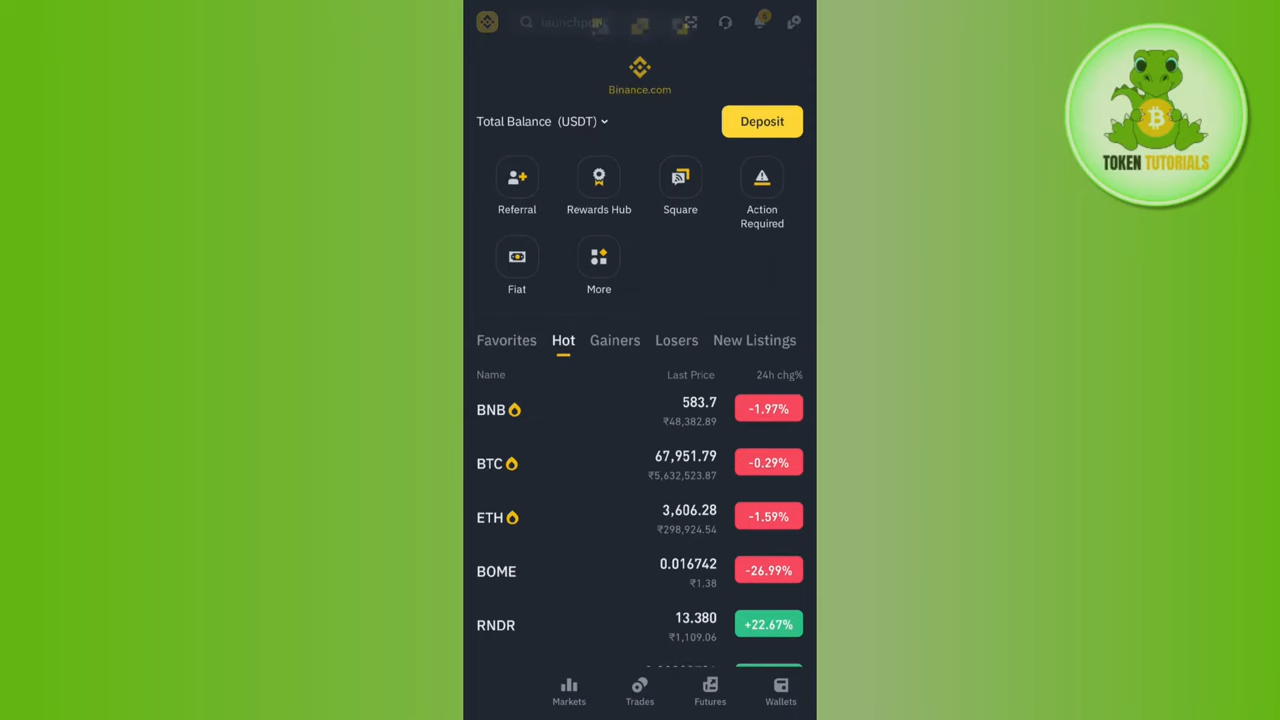 launchpo
6
Binance.com
Total Balance (USDT)
Deposit
Referral
Rewards Hub
Square
Action
Required
Fiat
More
Favorites Hot Gainers Losers New Listings
Name Last Price 24h chg%
BNB 583.7 -1.97%
₹48,382.89
BTC 67,951.79 -0.29%
₹5,632,523.87
ETH 3,606.28 -1.59%
₹298,924.54
BOME 0.016742 -26.99%
₹1.38
RNDR 13.380 +22.67%
₹1,109.06
Markets Trades Futures Wallets
TOKEN TUTORIALS